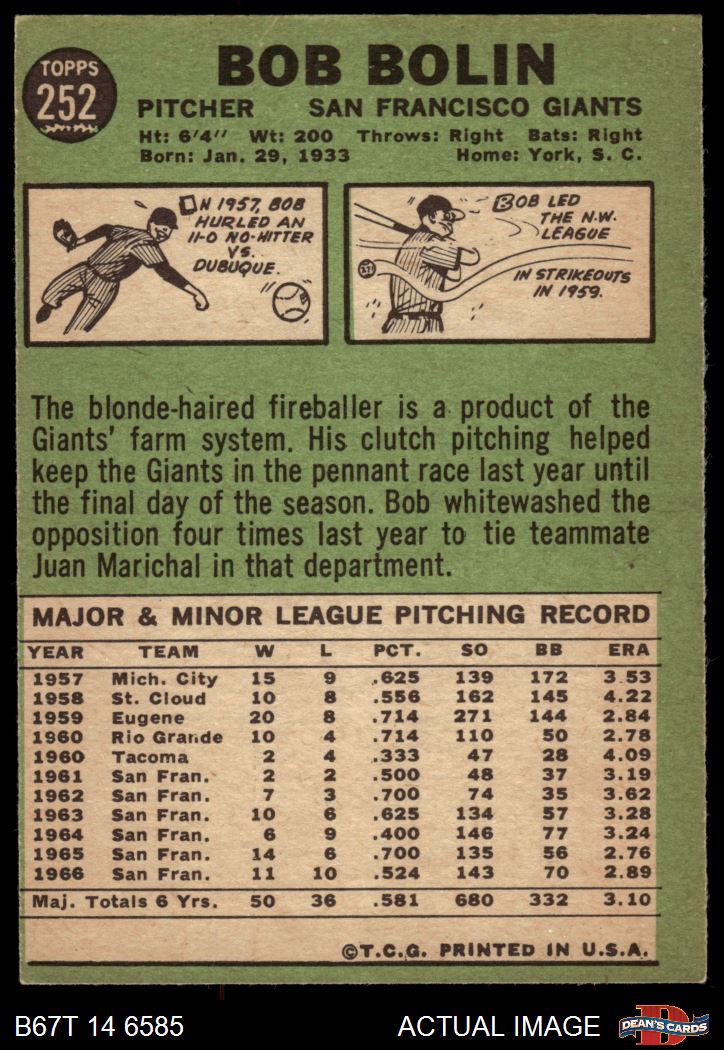 TOPPS
252
BOB BOLIN
PITCHER SAN FRANCISCO GIANTS
Ht: 6'4" Wt: 200 Throws: Right Bats: Right
Born: Jan. 29, 1933 Home: York, S. C.
IN 1957, BOB
HURLED AN
11-0 NO-HITTER
VS.
DUBUQUE.
BOB LED
THE N.W.
LEAGUE
IN STRIKEOUTS
IN 1959.
The blonde-haired fireballer is a product of the
Giants' farm system. His clutch pitching helped
keep the Giants in the pennant race last year until
the final day of the season. Bob whitewashed the
opposition four times last year to tie teammate
Juan Marichal in that department.
MAJOR & MINOR LEAGUE PITCHING RECORD
YEAR TEAM W L PCT. SO BB ERA
1957 Mich. City 15 9 .625 139 172 3.53
1958 St. Cloud 10 8 .556 162 145 4.22
1959 Eugene 20 8 .714 271 144 2.84
1960 Rio Grande 10 4 .714 110 50 2.78
1960 Tacoma 2 4 .333 47 28 4.09
1961 San Fran. 2 2 .500 48 37 3.19
1962 San Fran. 7 3 .700 74 35 3.62
1963 San Fran. 10 6 .625 134 57 3.28
1964 San Fran. 6 9 .400 146 77 3.24
1965 San Fran. 14 6 .700 135 56 2.76
1966 San Fran. 11 10 .524 143 70 2.89
Maj. Totals 6 Yrs. 50 36 .581 680 332 3.10
©T.C.G. PRINTED IN U.S.A.
B67T 14 6585 ACTUAL IMAGE
D
DEAN'S CARDS